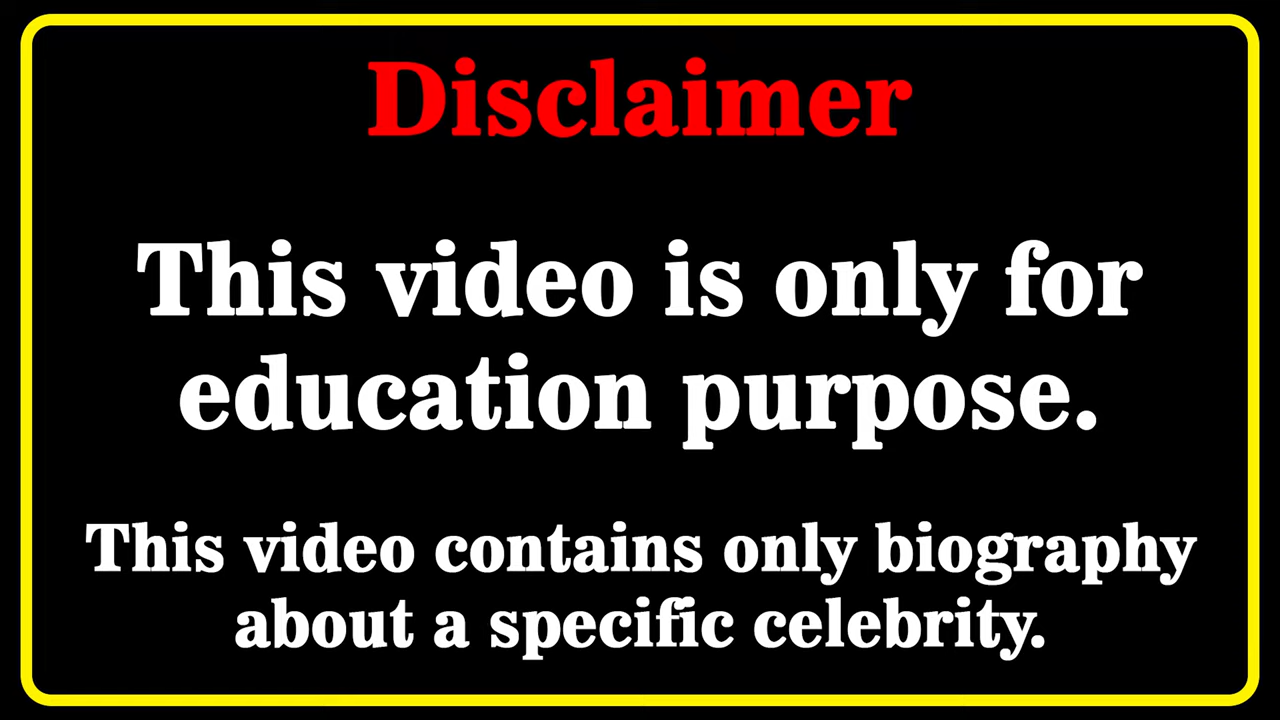 Disclaimer
This video is only for
education purpose.
This video contains only biography
about a specific celebrity.